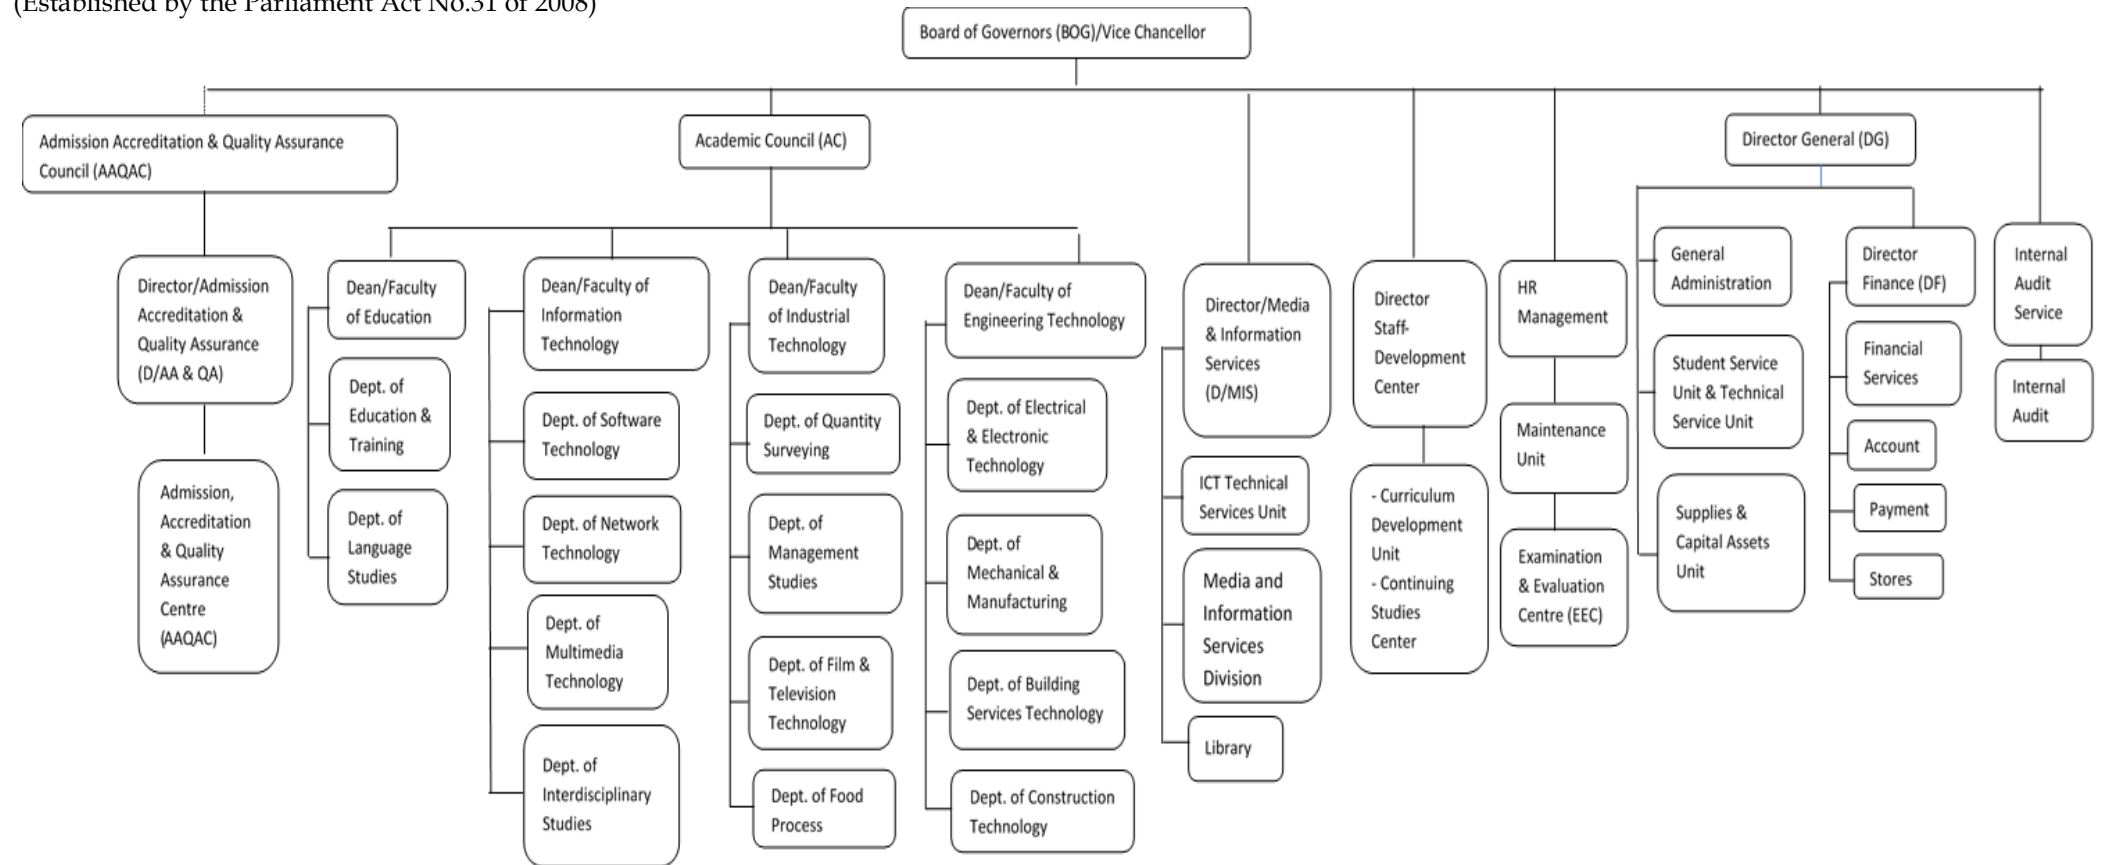 (Established by the Parliament Act No.31 of 2008)
Board of Governors (BOG)/Vice Chancellor
Admission Accreditation & Quality Assurance
Council (AAQAC)
Academic Council (AC)
Director General (DG)
Director/Admission
Accreditation &
Quality Assurance
(D/AA & QA)
Admission,
Accreditation
& Quality
Assurance
Centre
(AAQAC)
Dean/Faculty
of Education
Dept. of
Education &
Training
Dept. of
Language
Studies
Dean/Faculty of
Information
Technology
Dept. of Software
Technology
Dept. of Network
Technology
Dept. of
Multimedia
Technology
Dept. of
Interdisciplinary
Studies
Dean/Faculty
of Industrial
Technology
Dept. of Quantity
Surveying
Dept. of
Management
Studies
Dept. of Film &
Television
Technology
Dept. of Food
Process
Dean/Faculty of
Engineering Technology
Dept. of Electrical
& Electronic
Technology
Dept. of
Mechanical &
Manufacturing
Dept. of Building
Services Technology
Dept. of Construction
Technology
Director/Media
& Information
Services
(D/MIS)
ICT Technical
Services Unit
Media and
Information
Services
Division
Library
Director
Staff-
Development
Center
- Curriculum
Development
Unit
- Continuing
Studies
Center
HR
Management
Maintenance
Unit
Examination
& Evaluation
Centre (EEC)
General
Administration
Student Service
Unit & Technical
Service Unit
Supplies &
Capital Assets
Unit
Director
Finance (DF)
Financial
Services
Account
Payment
Stores
Internal
Audit
Service
Internal
Audit